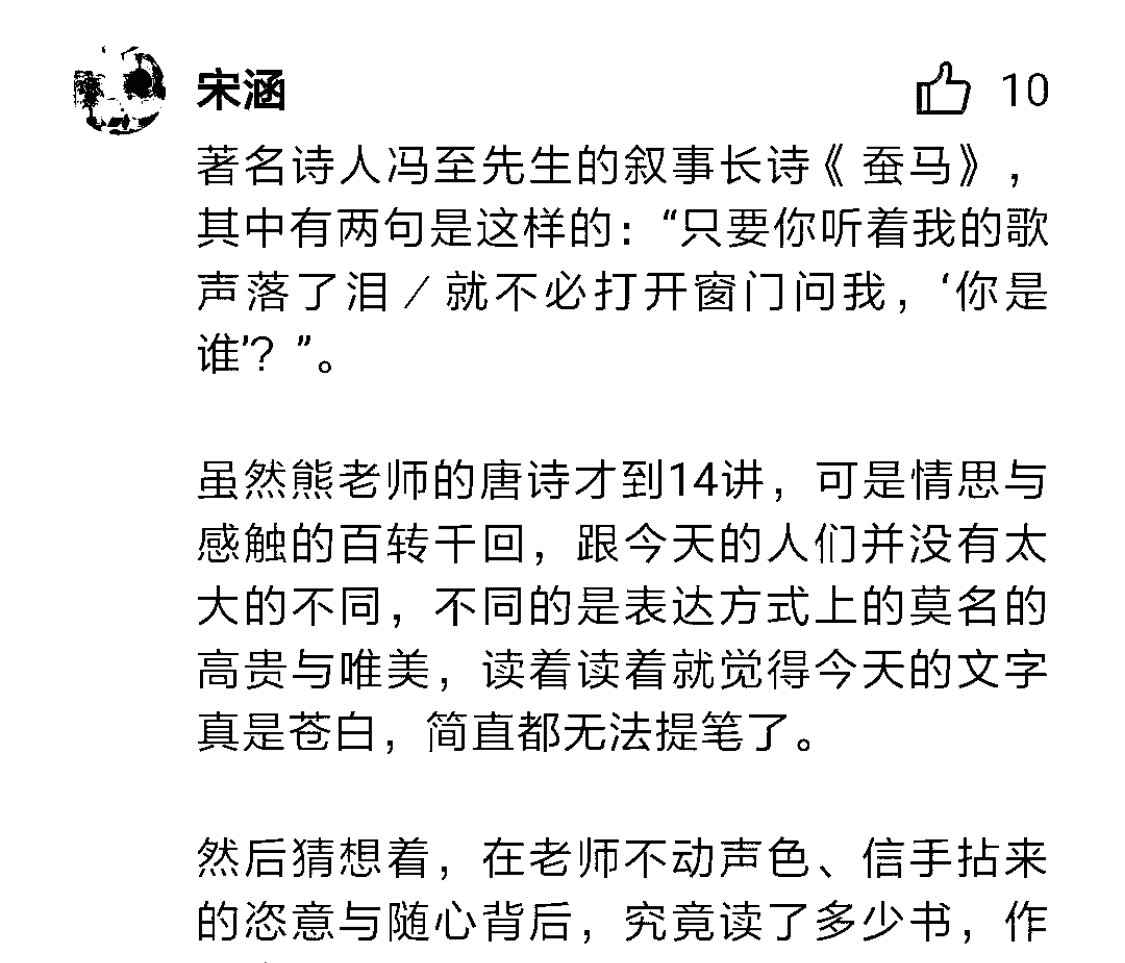 宋涵 10
著名诗人冯至先生的叙事长诗《 蚕马》，
其中有两句是这样的：“只要你听着我的歌
声落了泪／就不必打开窗门问我，‘你是
谁’？”。
虽然熊老师的唐诗才到14讲，可是情思与
感触的百转千回，跟今天的人们并没有太
大的不同，不同的是表达方式上的莫名的
高贵与唯美，读着读着就觉得今天的文字
真是苍白，简直都无法提笔了。
然后猜想着，在老师不动声色、信手拈来
的恣意与随心背后，究竟读了多少书，作